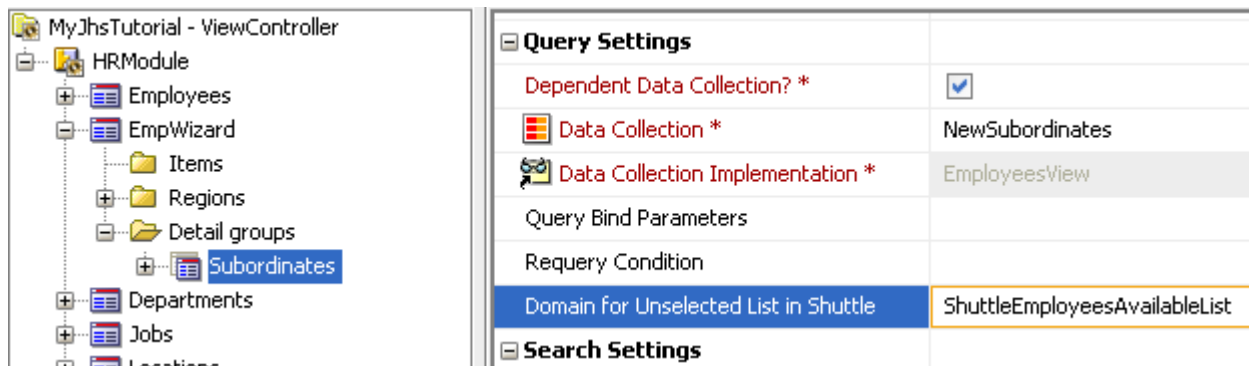 MyJhsTutorial - ViewController
HRModule
Employees
EmpWizard
Items
Regions
Detail groups
Subordinates
Departments
Jobs
Locations
Query Settings
Dependent Data Collection? *
Data Collection * NewSubordinates
Data Collection Implementation * EmployeesView
Query Bind Parameters
Requery Condition
Domain for Unselected List in Shuttle ShuttleEmployeesAvailableList
Search Settings